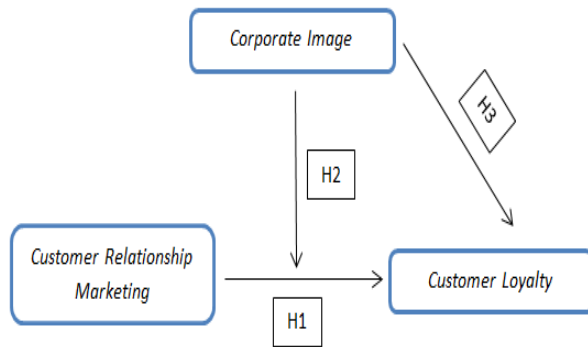 Corporate Image
H3
H2
Customer Relationship
Marketing
Customer Loyalty
H1